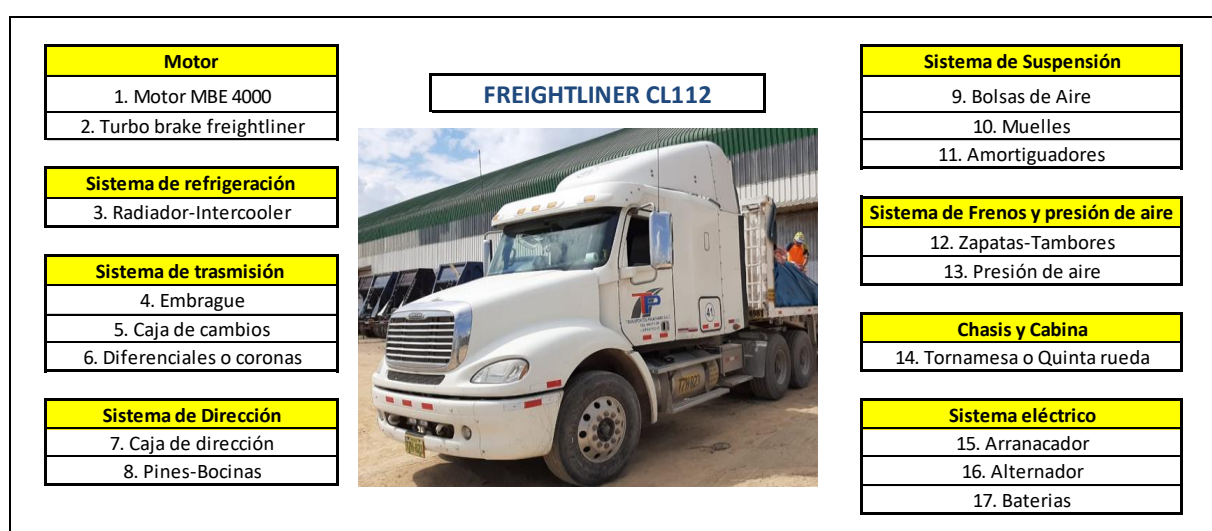 Motor
1. Motor MBE 4000
2. Turbo brake freightliner
Sistema de refrigeración
3. Radiador-Intercooler
Sistema de trasmisión
4. Embrague
5. Caja de cambios
6. Diferenciales o coronas
Sistema de Dirección
7. Caja de dirección
8. Pines-Bocinas
FREIGHTLINER CL112
TP
41
Sistema de Suspensión
9. Bolsas de Aire
10. Muelles
11. Amortiguadores
Sistema de Frenos y presión de aire
12. Zapatas-Tambores
13. Presión de aire
Chasis y Cabina
14. Tornamesa o Quinta rueda
Sistema eléctrico
15. Arranacador
16. Alternador
17. Baterias